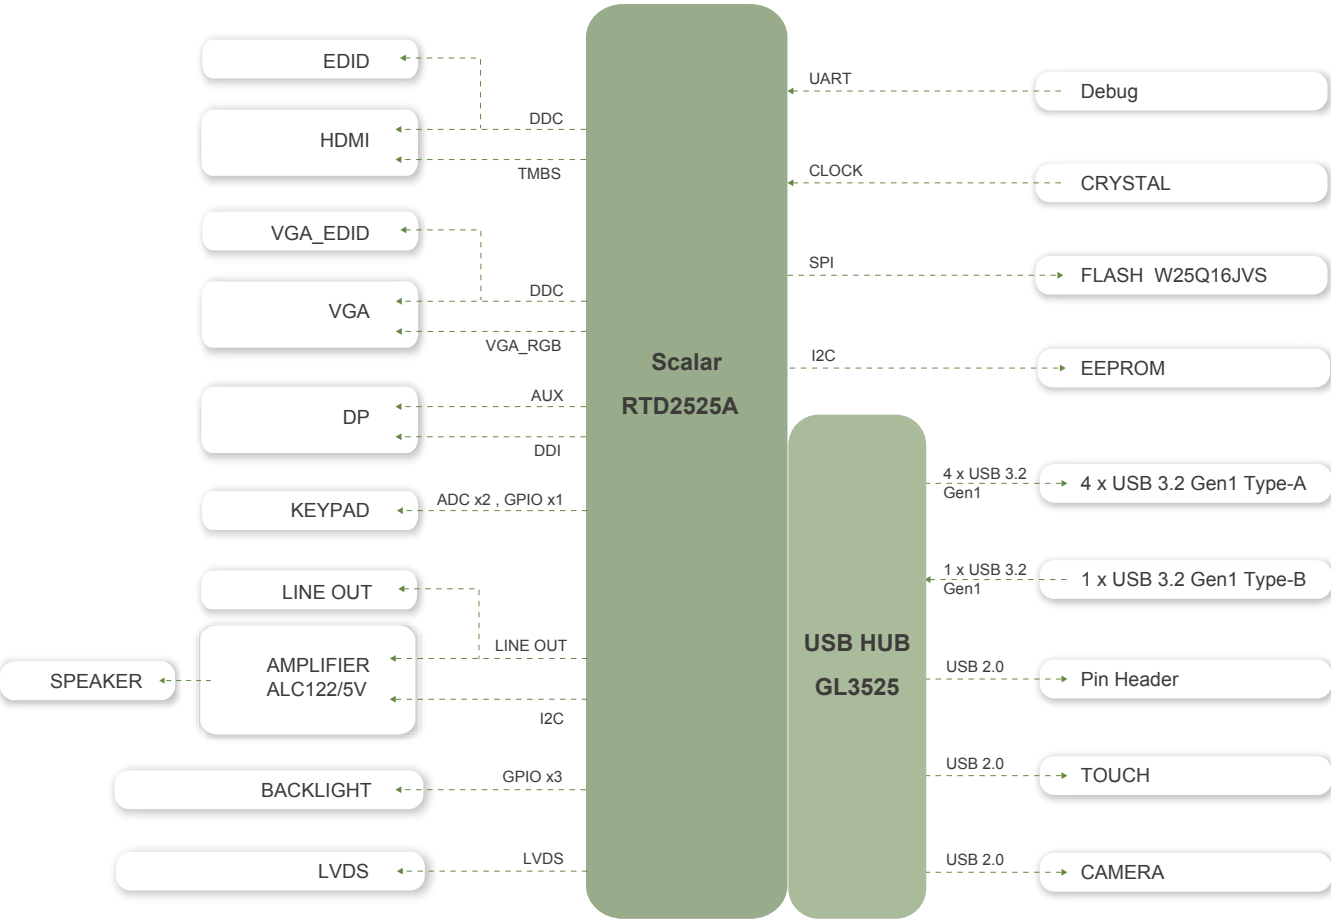 EDID
DDC
HDMI
TMBS
VGA_EDID
DDC
VGA
VGA_RGB
AUX
DP
DDI
KEYPAD
ADC x2 , GPIO x1
LINE OUT
LINE OUT
AMPLIFIER
ALC122/5V
SPEAKER
I2C
GPIO x3
BACKLIGHT
LVDS
LVDS
Scalar
RTD2525A
UART
Debug
CLOCK
CRYSTAL
SPI
FLASH W25Q16JVS
I2C
EEPROM
USB HUB
GL3525
4 x USB 3.2
Gen1
4 x USB 3.2 Gen1 Type-A
1 x USB 3.2
Gen1
1 x USB 3.2 Gen1 Type-B
USB 2.0
Pin Header
USB 2.0
TOUCH
USB 2.0
CAMERA